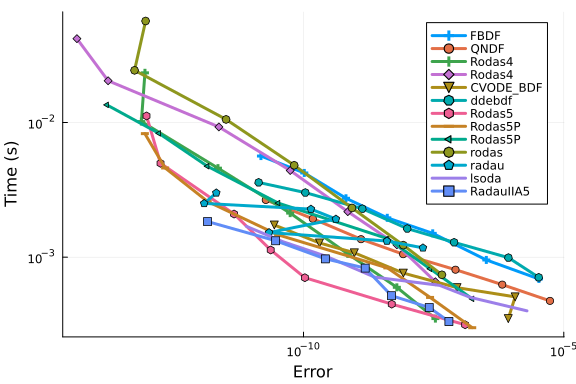 Time (s)
10⁻²
10⁻³
10⁻¹⁰
10⁻⁵
Error
FBDF
QNDF
Rodas4
Rodas4
CVODE_BDF
ddebdf
Rodas5
Rodas5P
Rodas5P
rodas
radau
lsoda
RadauIIA5